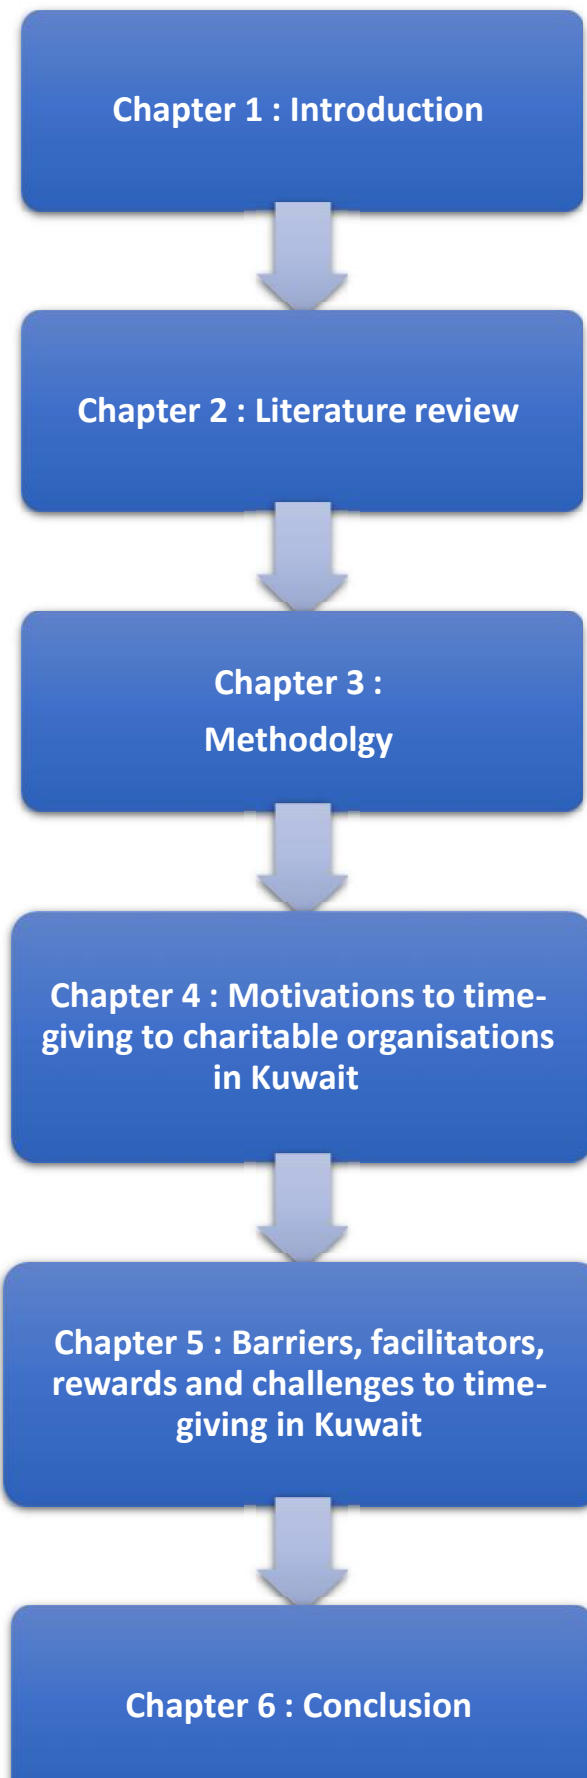 Chapter 1 : Introduction
Chapter 2 : Literature review
Chapter 3 :
Methodolgy
Chapter 4 : Motivations to time-
giving to charitable organisations
in Kuwait
Chapter 5 : Barriers, facilitators,
rewards and challenges to time-
giving in Kuwait
Chapter 6 : Conclusion